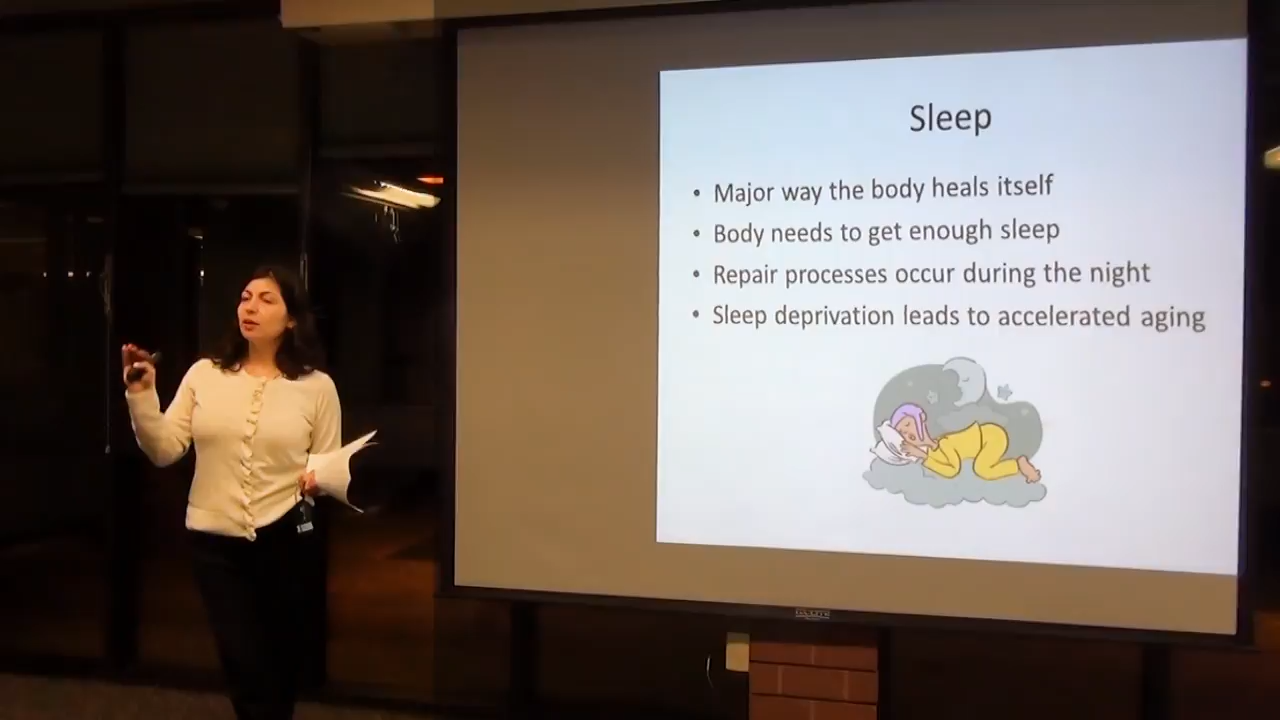 Sleep
• Major way the body heals itself
• Body needs to get enough sleep
• Repair processes occur during the night
• Sleep deprivation leads to accelerated aging